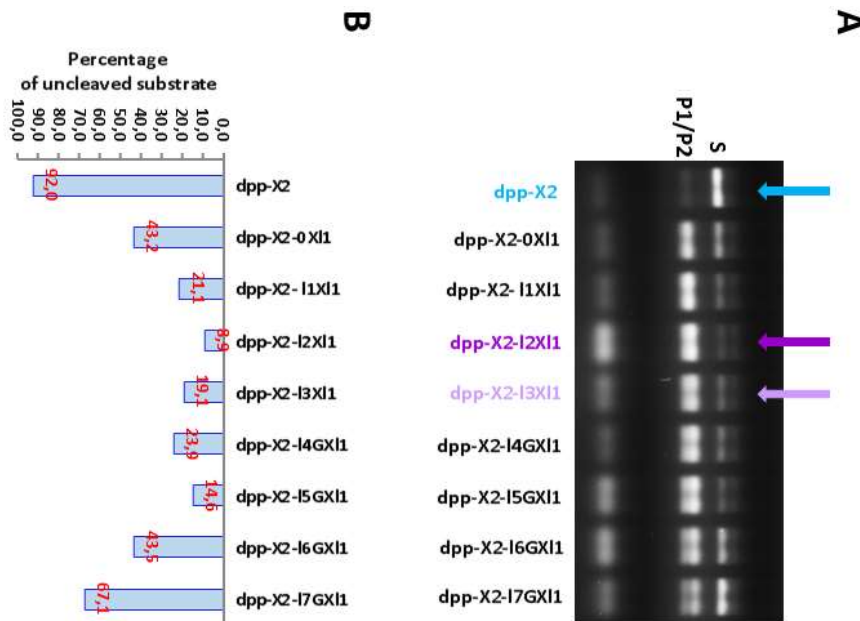 A
S
P1/P2
dpp-X2
dpp-X2-0Xl1
dpp-X2- l1Xl1
dpp-X2-l2Xl1
dpp-X2-l3Xl1
dpp-X2-l4GXl1
dpp-X2-l5GXl1
dpp-X2-l6GXl1
dpp-X2-l7GXl1
B
Percentage
of uncleaved substrate
100,0
90,0
80,0
70,0
60,0
50,0
40,0
30,0
20,0
10,0
0,0
92,0
43,2
21,1
8,9
19,1
23,9
14,6
43,5
67,1
dpp-X2
dpp-X2-0Xl1
dpp-X2- l1Xl1
dpp-X2-l2Xl1
dpp-X2-l3Xl1
dpp-X2-l4GXl1
dpp-X2-l5GXl1
dpp-X2-l6GXl1
dpp-X2-l7GXl1